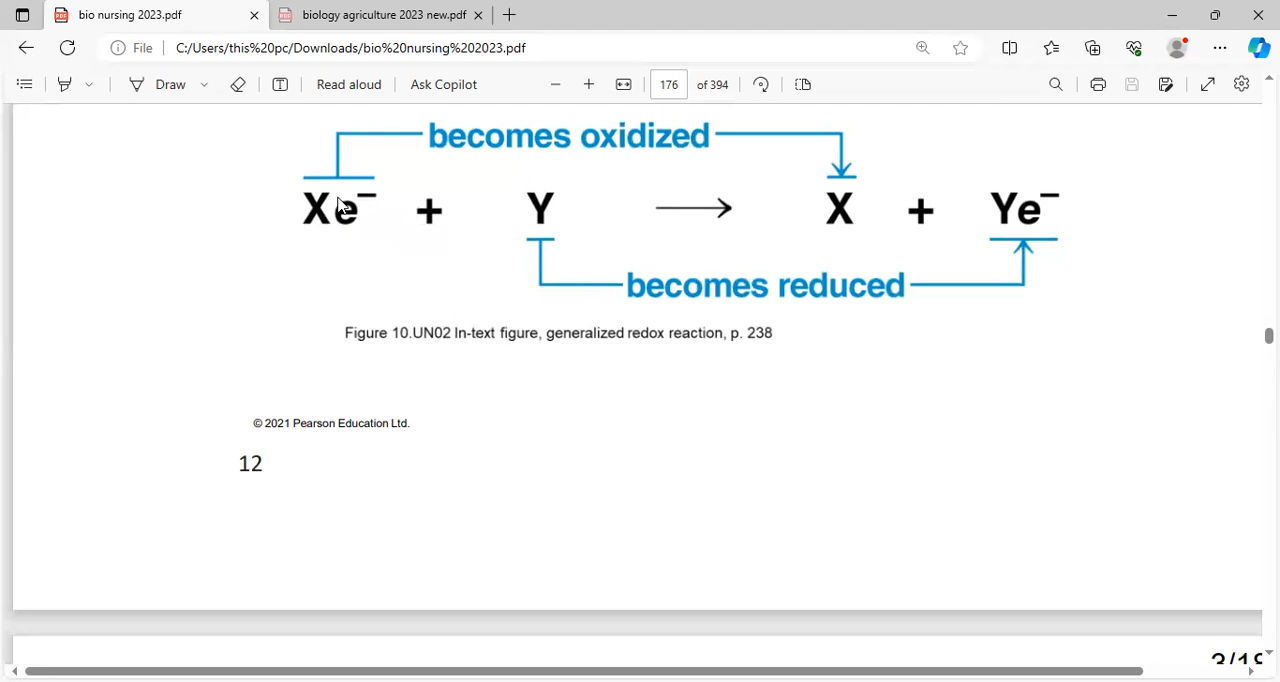 bio nursing 2023.pdf
biology agriculture 2023 new.pdf
File C:/Users/this%20pc/Downloads/bio%20nursing%202023.pdf
Draw Read aloud Ask Copilot 176 of 394
becomes oxidized
Xe⁻ + Y → X + Ye⁻
becomes reduced
Figure 10.UN02 In-text figure, generalized redox reaction, p. 238
© 2021 Pearson Education Ltd.
12